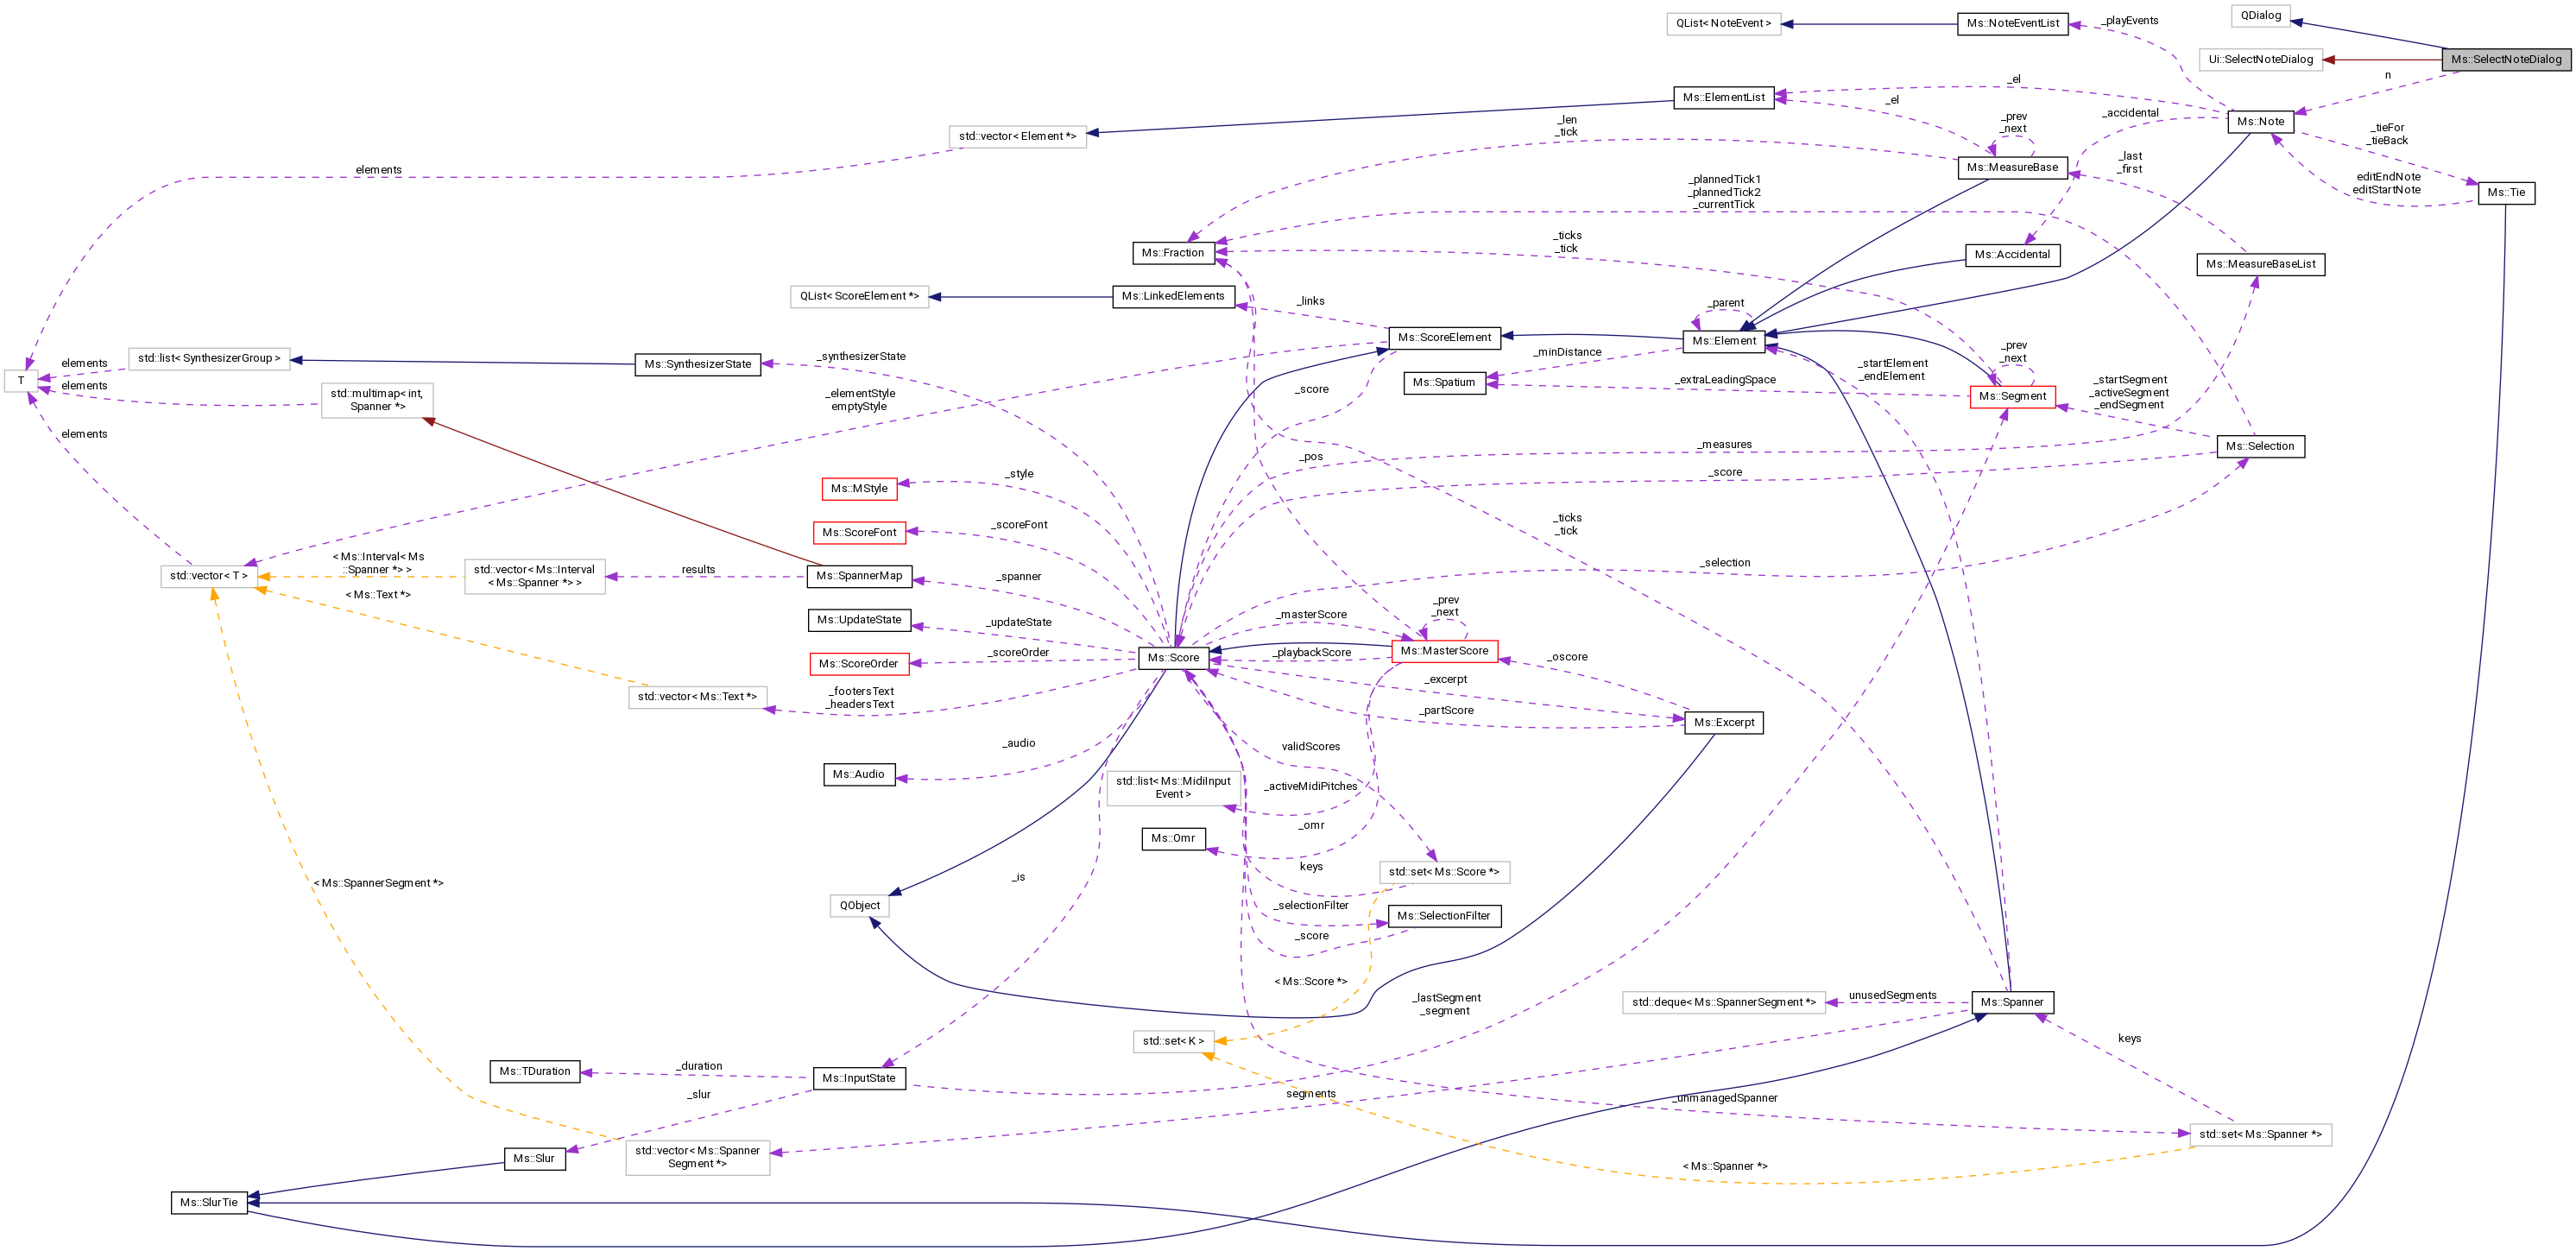 QDialog
QList< NoteEvent >
Ms::NoteEventList
_playEvents
Ui::SelectNoteDialog
Ms::SelectNoteDialog
n
_el
Ms::ElementList
_el
_accidental
Ms::Note
_len
_tick
_prev
_next
_tieFor
_tieBack
std::vector< Element *>
elements
Ms::MeasureBase
_last
_first
_plannedTick1
_plannedTick2
_currentTick
editEndNote
editStartNote
Ms::Tie
_ticks
_tick
Ms::Fraction
Ms::Accidental
Ms::MeasureBaseList
QList< ScoreElement *>
Ms::LinkedElements
_links
_parent
Ms::ScoreElement
Ms::Element
_prev
_next
std::list< SynthesizerGroup >
elements
Ms::SynthesizerState
_synthesizerState
_minDistance
_startElement
_endElement
T
elements
std::multimap< int,
Spanner *>
_elementStyle
emptyStyle
_score
Ms::Spatium
_extraLeadingSpace
Ms::Segment
_startSegment
_activeSegment
_endSegment
elements
_measures
Ms::Selection
_pos
_style
_score
Ms::MStyle
_scoreFont
Ms::ScoreFont
_ticks
_tick
< Ms::Interval< Ms
::Spanner *> >
std::vector< T >
std::vector< Ms::Interval
< Ms::Spanner *> >
results
Ms::SpannerMap
_spanner
_selection
< Ms::Text *>
_prev
_next
Ms::UpdateState
_updateState
_masterScore
Ms::ScoreOrder
_scoreOrder
Ms::Score
_playbackScore
Ms::MasterScore
_oscore
std::vector< Ms::Text *>
_footersText
_headersText
_excerpt
_partScore
Ms::Excerpt
_audio
validScores
Ms::Audio
std::list< Ms::MidiInput
Event >
_activeMidiPitches
Ms::Omr
_omr
keys
std::set< Ms::Score *>
< Ms::SpannerSegment *>
_is
QObject
_selectionFilter
Ms::SelectionFilter
_score
< Ms::Score *>
_lastSegment
_segment
std::deque< Ms::SpannerSegment *>
unusedSegments
Ms::Spanner
std::set< K >
keys
Ms::TDuration
_duration
Ms::InputState
_slur
segments
_unmanagedSpanner
std::set< Ms::Spanner *>
Ms::Slur
std::vector< Ms::Spanner
Segment *>
< Ms::Spanner *>
Ms::SlurTie